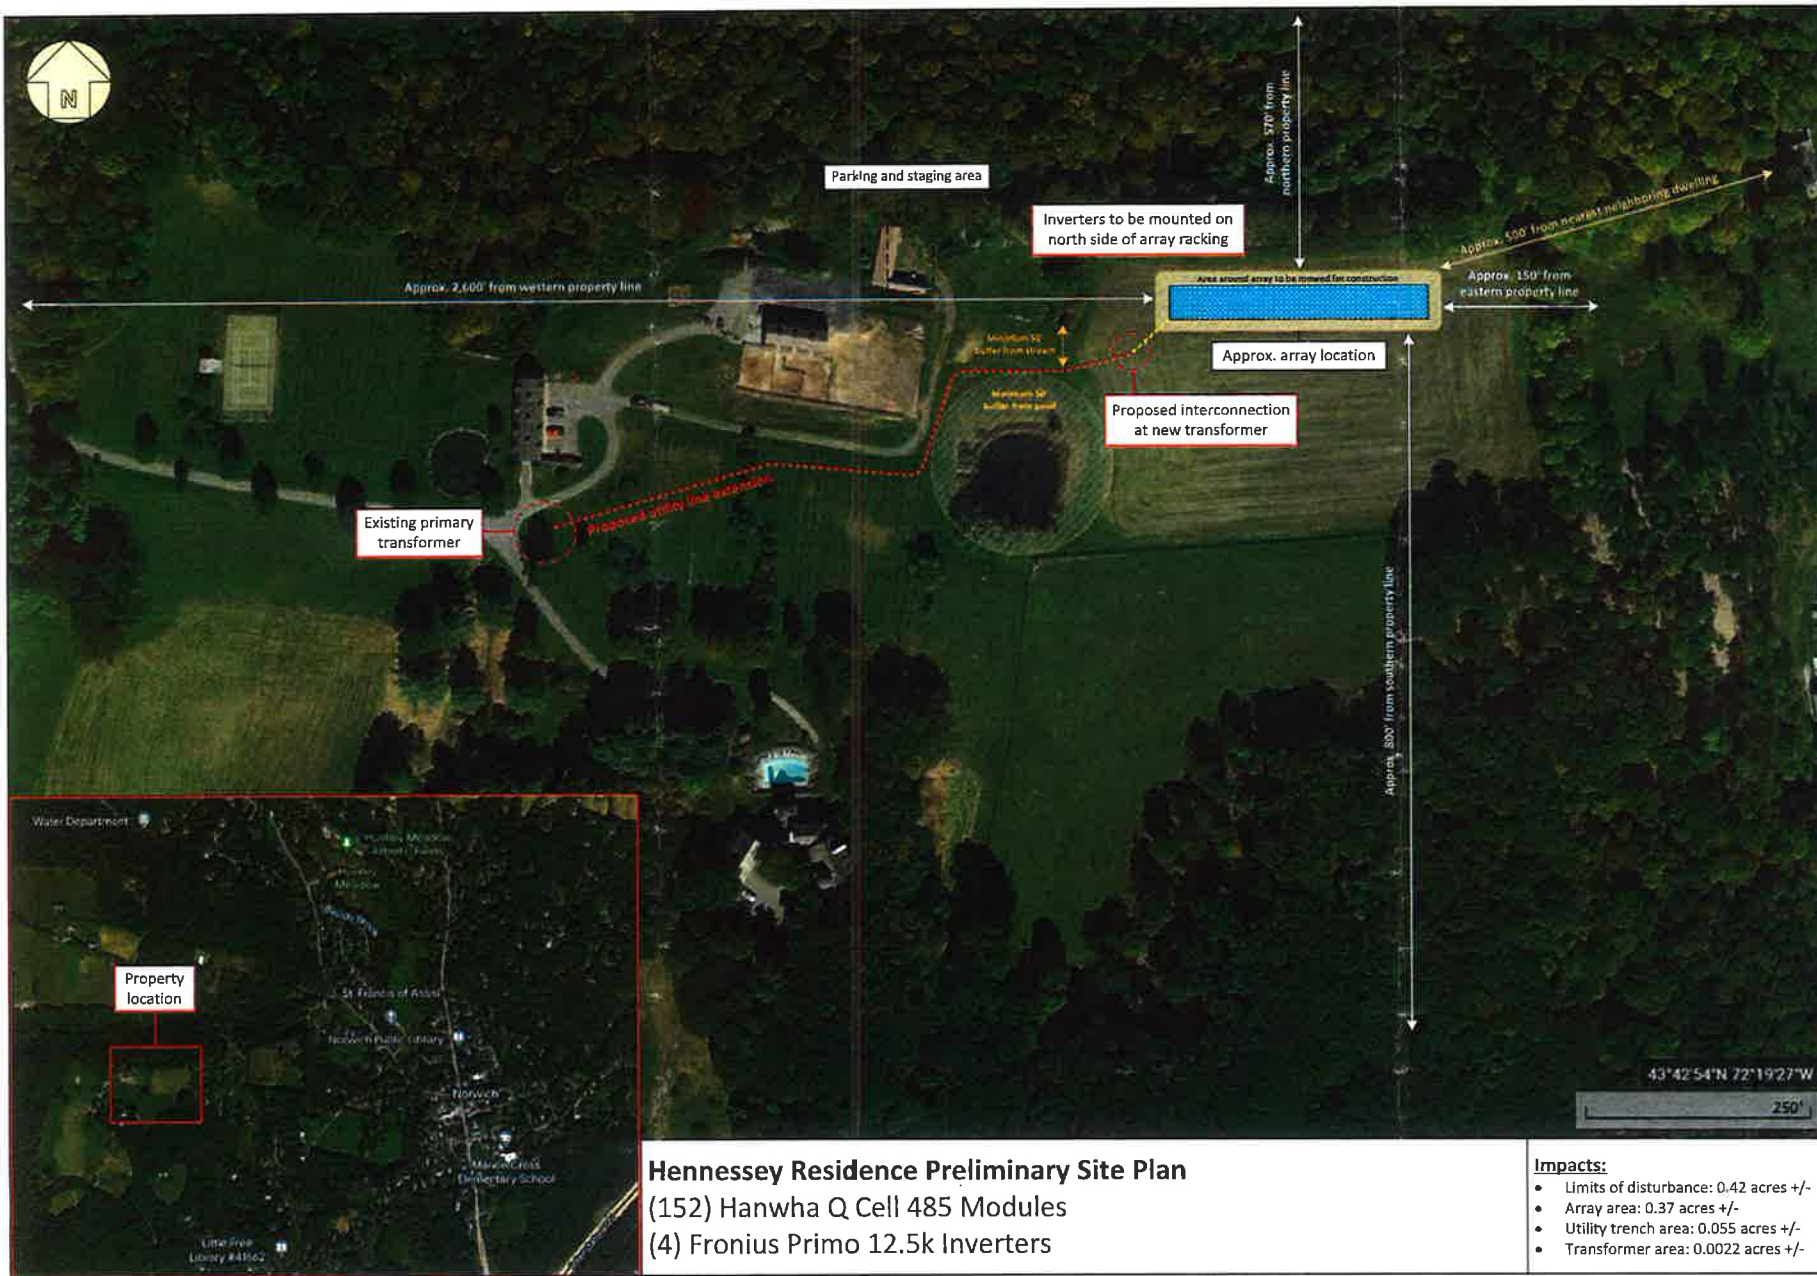 N
Approx. 570' from
northern property line
Parking and staging area
Inverters to be mounted on
north side of array racking
Approx. 500' from nearest neighboring dwelling
Approx. 2,600' from western property line
Area around array to be mowed for construction
Approx. 150' from
eastern property line
Minimum 50'
buffer from stream
Approx. array location
Minimum 50'
buffer from pond
Proposed interconnection
at new transformer
Proposed utility line extension
Existing primary
transformer
Approx. 800' from southern property line
Water Department
Huntley Meadow
Athletic Fields
Huntley
Meadow
Property
location
St. Francis of Assisi
Norwich Public Library
Norwich
Marion Cross
Elementary School
Little Free
Library #41662
43°42'54"N 72°19'27"W
250'
Hennessey Residence Preliminary Site Plan
(152) Hanwha Q Cell 485 Modules
(4) Fronius Primo 12.5k Inverters
Impacts:
• Limits of disturbance: 0.42 acres +/-
• Array area: 0.37 acres +/-
• Utility trench area: 0.055 acres +/-
• Transformer area: 0.0022 acres +/-